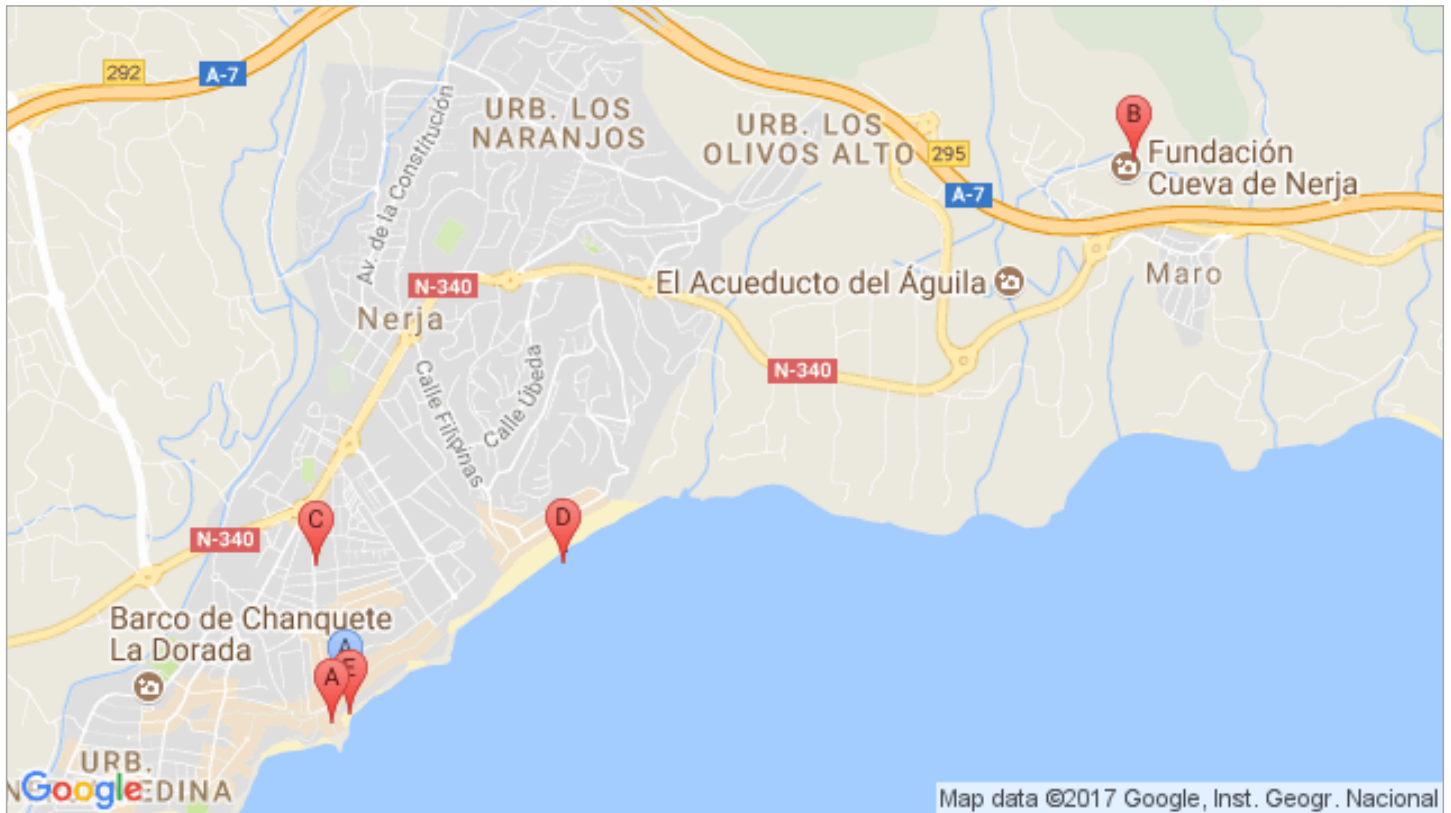 292
A-7
Av. de la Constitución
URB. LOS
NARANJOS
URB. LOS
OLIVOS ALTO
295
A-7
B
Fundación
Cueva de Nerja
N-340
Nerja
El Acueducto del Águila
Maro
N-340
Calle Filipinas
Calle Úbeda
C
D
N-340
Barco de Chanquete
La Dorada
A
A
E
URB.
Google
EDINA
Map data ©2017 Google, Inst. Geogr. Nacional